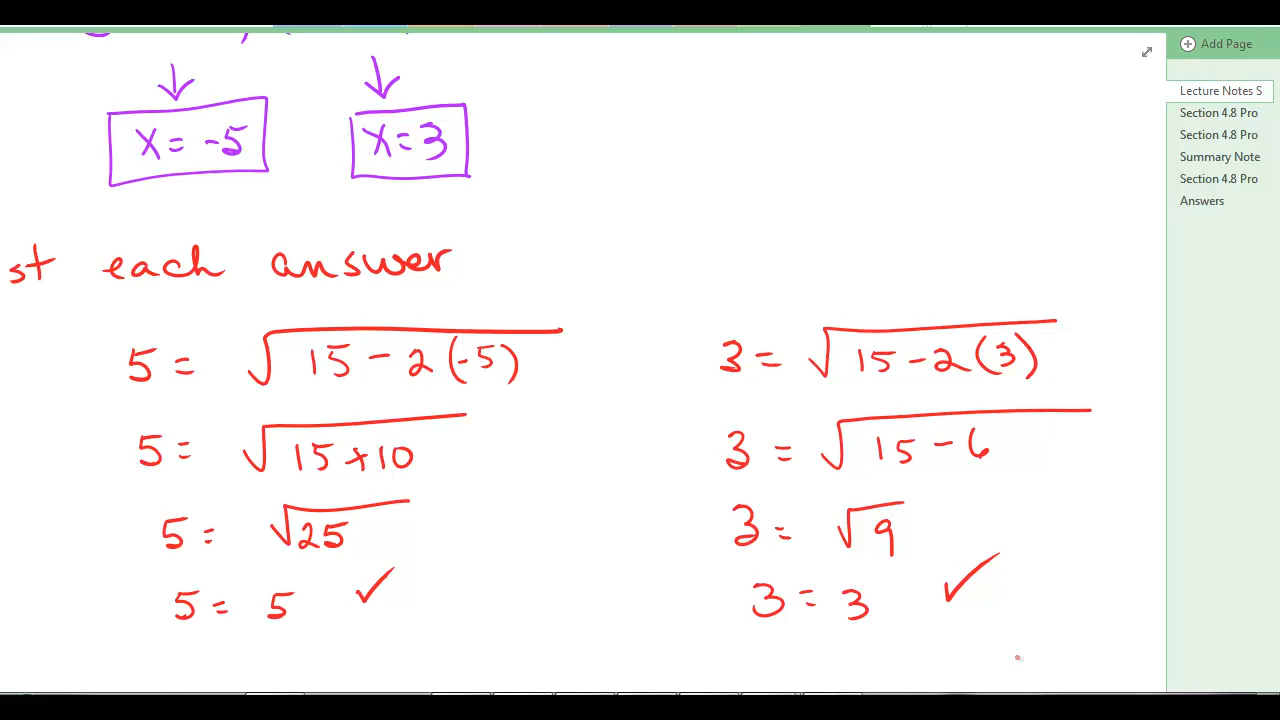 x = -5
x = 3
st each answer
5 = √15 - 2(-5)
5 = √15 + 10
5 = √25
5 = 5 ✓
3 = √15 - 2(3)
3 = √15 - 6
3 = √9
3 = 3 ✓
Add Page
Lecture Notes S
Section 4.8 Pro
Section 4.8 Pro
Summary Note
Section 4.8 Pro
Answers